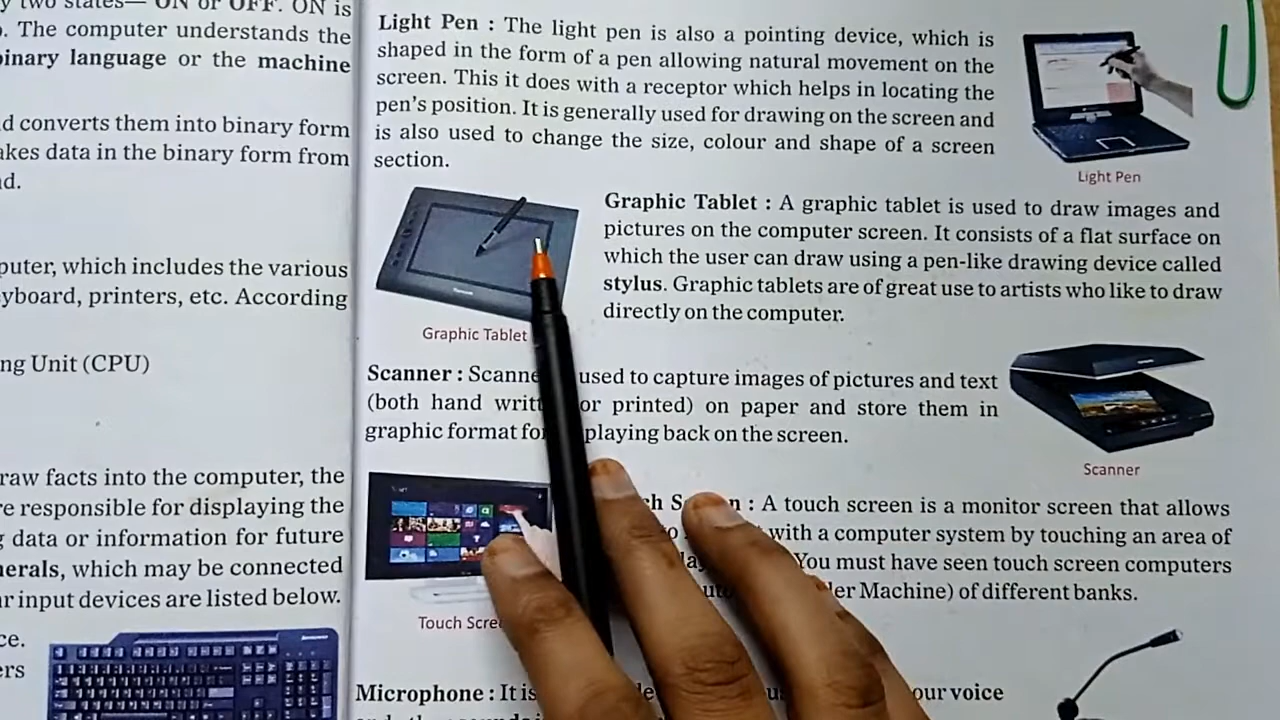 y two states— ON or OFF. ON is
. The computer understands the
binary language or the machine
d converts them into binary form
akes data in the binary form from
d.
puter, which includes the various
yboard, printers, etc. According
ng Unit (CPU)
raw facts into the computer, the
e responsible for displaying the
g data or information for future
herals, which may be connected
r input devices are listed below.
ce.
ers
Light Pen : The light pen is also a pointing device, which is
shaped in the form of a pen allowing natural movement on the
screen. This it does with a receptor which helps in locating the
pen's position. It is generally used for drawing on the screen and
is also used to change the size, colour and shape of a screen
section.
Light Pen
Graphic Tablet : A graphic tablet is used to draw images and
pictures on the computer screen. It consists of a flat surface on
which the user can draw using a pen-like drawing device called
stylus. Graphic tablets are of great use to artists who like to draw
directly on the computer.
Graphic Tablet
Scanner : Scanne used to capture images of pictures and text
(both hand writt or printed) on paper and store them in
graphic format fo playing back on the screen.
Scanner
ch S n : A touch screen is a monitor screen that allows
with a computer system by touching an area of
You must have seen touch screen computers
er Machine) of different banks.
Touch Scre
Microphone : It is our voice